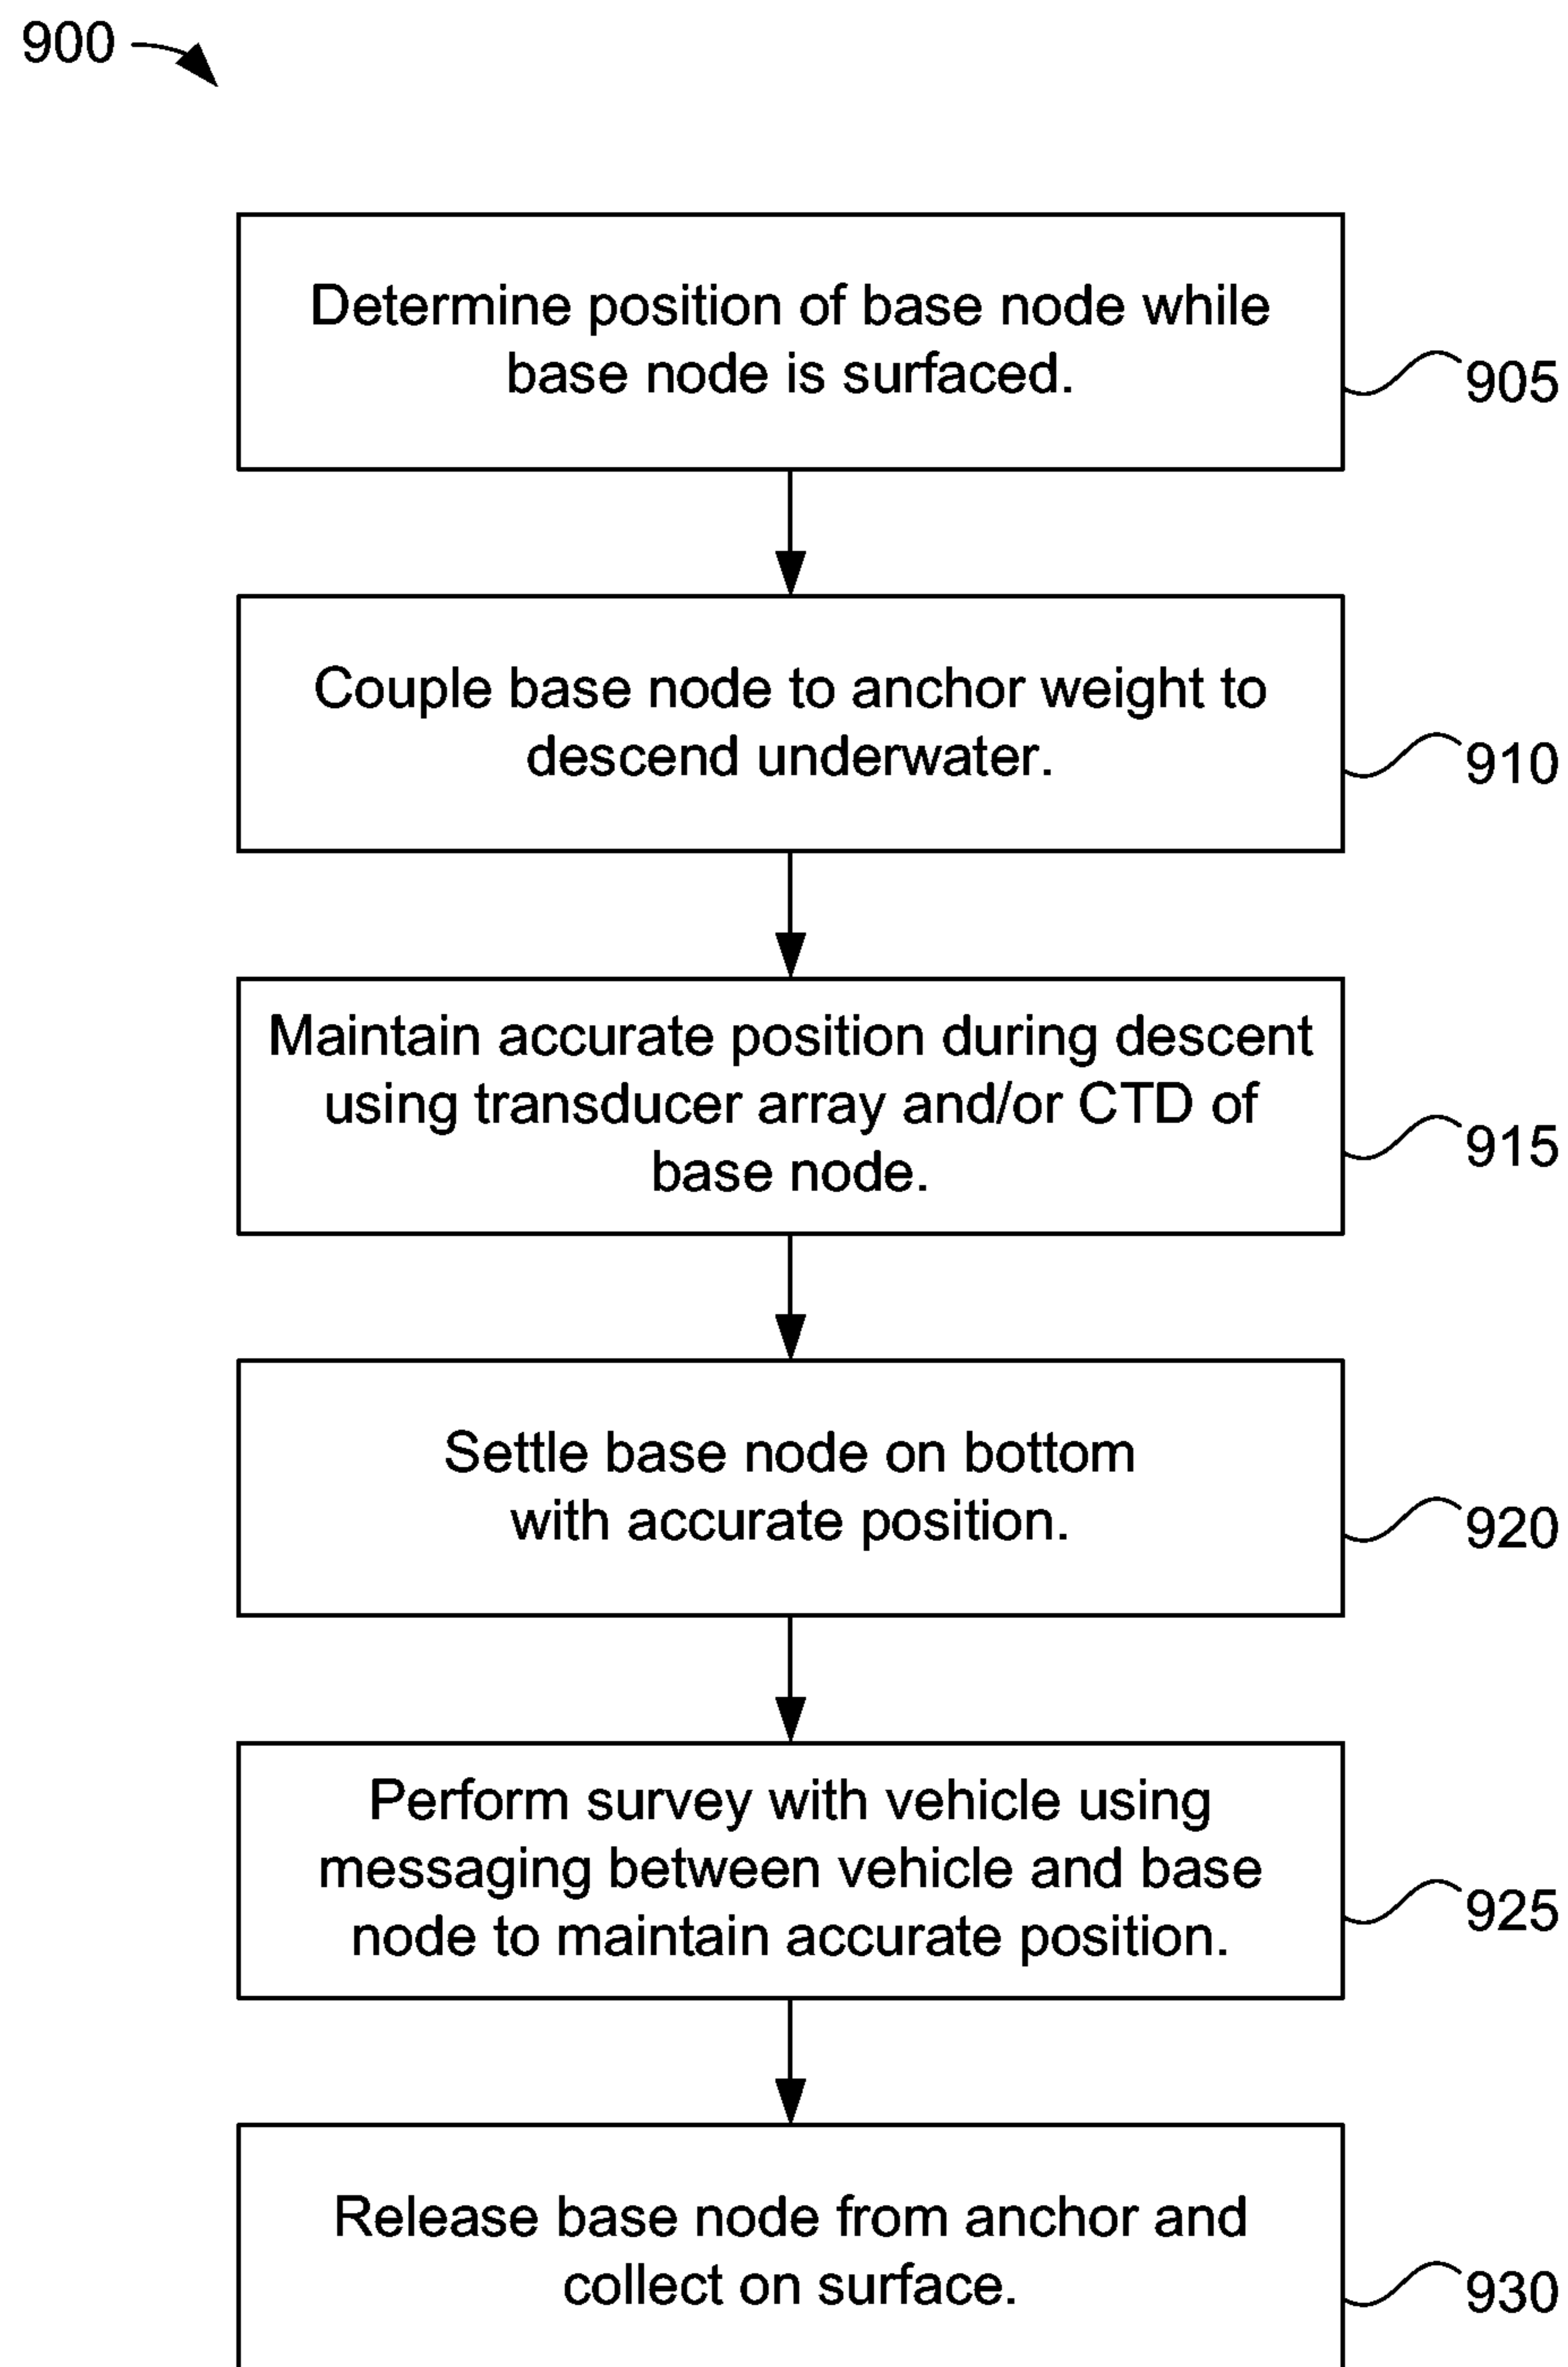 900
Determine position of base node while
base node is surfaced.
905
Couple base node to anchor weight to
descend underwater.
910
Maintain accurate position during descent
using transducer array and/or CTD of
base node.
915
Settle base node on bottom
with accurate position.
920
Perform survey with vehicle using
messaging between vehicle and base
node to maintain accurate position.
925
Release base node from anchor and
collect on surface.
930